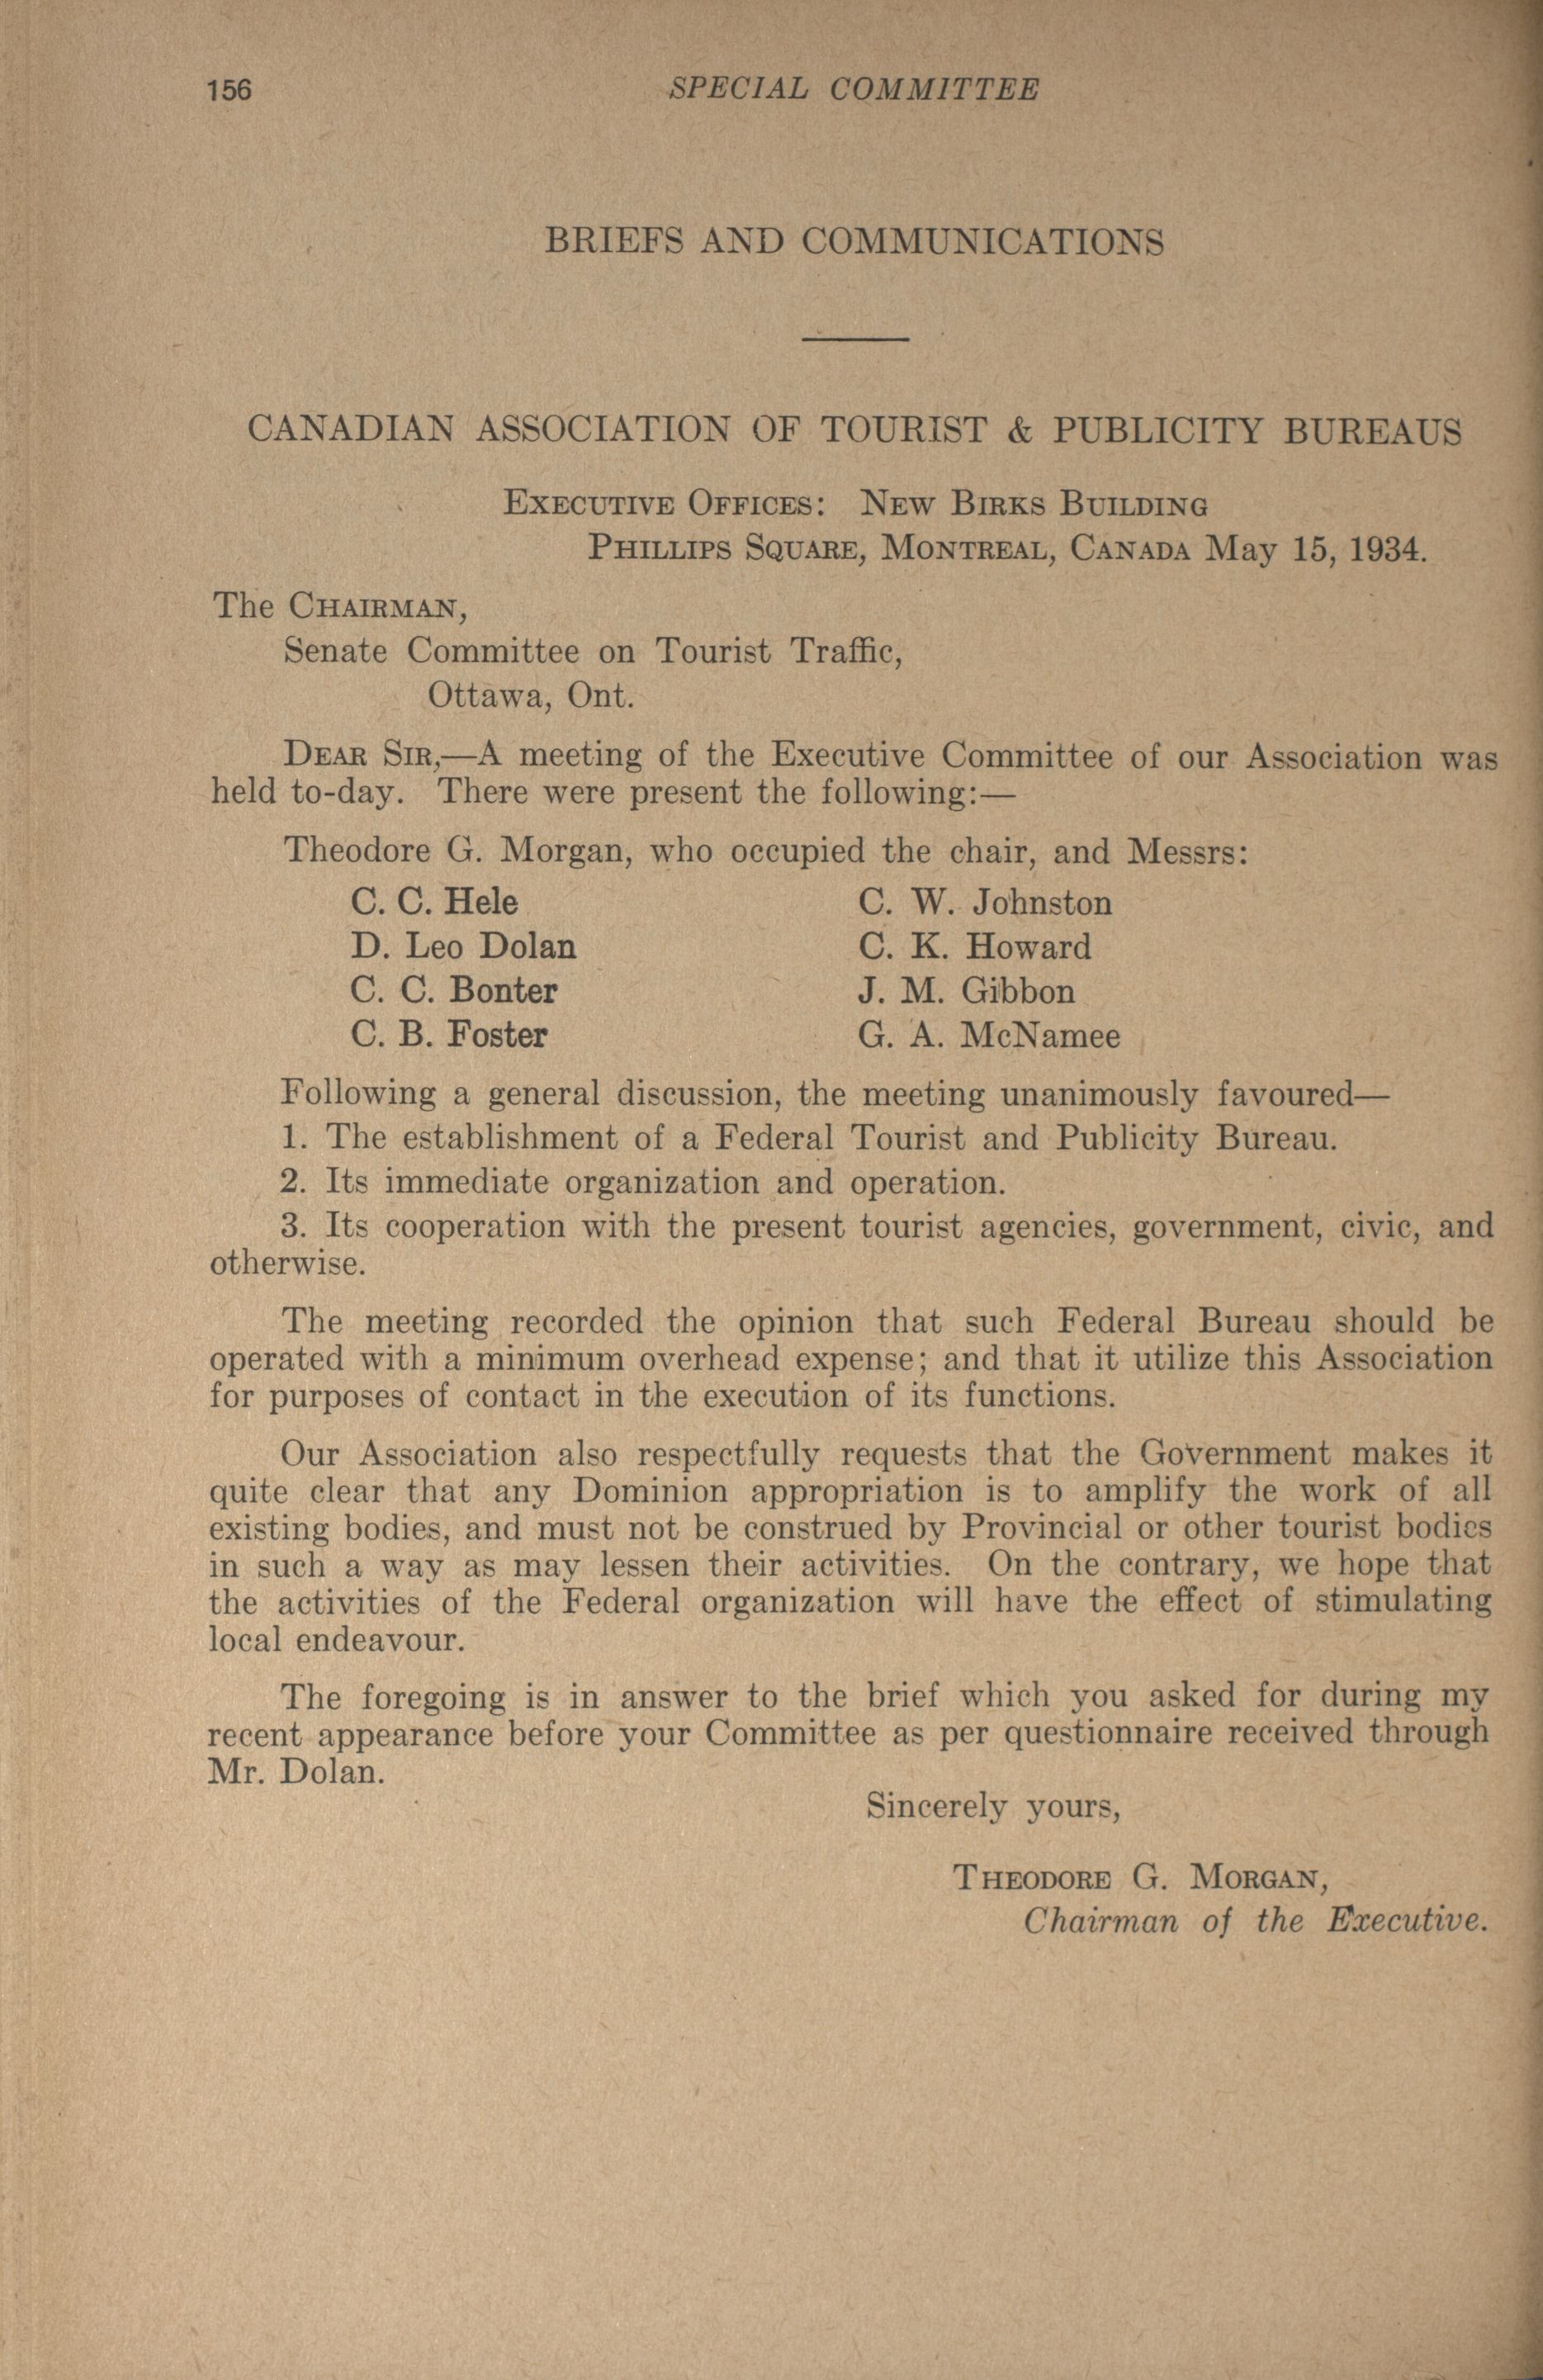 156 SPECIAL COMMITTEE
BRIEFS AND COMMUNICATIONS
CANADIAN ASSOCIATION OF TOURIST & PUBLICITY BUREAUS
EXECUTIVE OFFICES: NEW BIRKS BUILDING
PHILLIPS SQUARE, MONTREAL, CANADA May 15, 1934.
The CHAIRMAN,
Senate Committee on Tourist Traffic,
Ottawa, Ont.
DEAR SIR,—A meeting of the Executive Committee of our Association was
held to-day. There were present the following:—
Theodore G. Morgan, who occupied the chair, and Messrs:
C. C. Hele C. W. Johnston
D. Leo Dolan C. K. Howard
C. C. Bonter J. M. Gibbon
C. B. Foster G. A. McNamee
Following a general discussion, the meeting unanimously favoured—
1. The establishment of a Federal Tourist and Publicity Bureau.
2. Its immediate organization and operation.
3. Its cooperation with the present tourist agencies, government, civic, and
otherwise.
The meeting recorded the opinion that such Federal Bureau should be
operated with a minimum overhead expense; and that it utilize this Association
for purposes of contact in the execution of its functions.
Our Association also respectfully requests that the Government makes it
quite clear that any Dominion appropriation is to amplify the work of all
existing bodies, and must not be construed by Provincial or other tourist bodies
in such a way as may lessen their activities. On the contrary, we hope that
the activities of the Federal organization will have the effect of stimulating
local endeavour.
The foregoing is in answer to the brief which you asked for during my
recent appearance before your Committee as per questionnaire received through
Mr. Dolan.
Sincerely yours,
THEODORE G. MORGAN,
Chairman of the Executive.